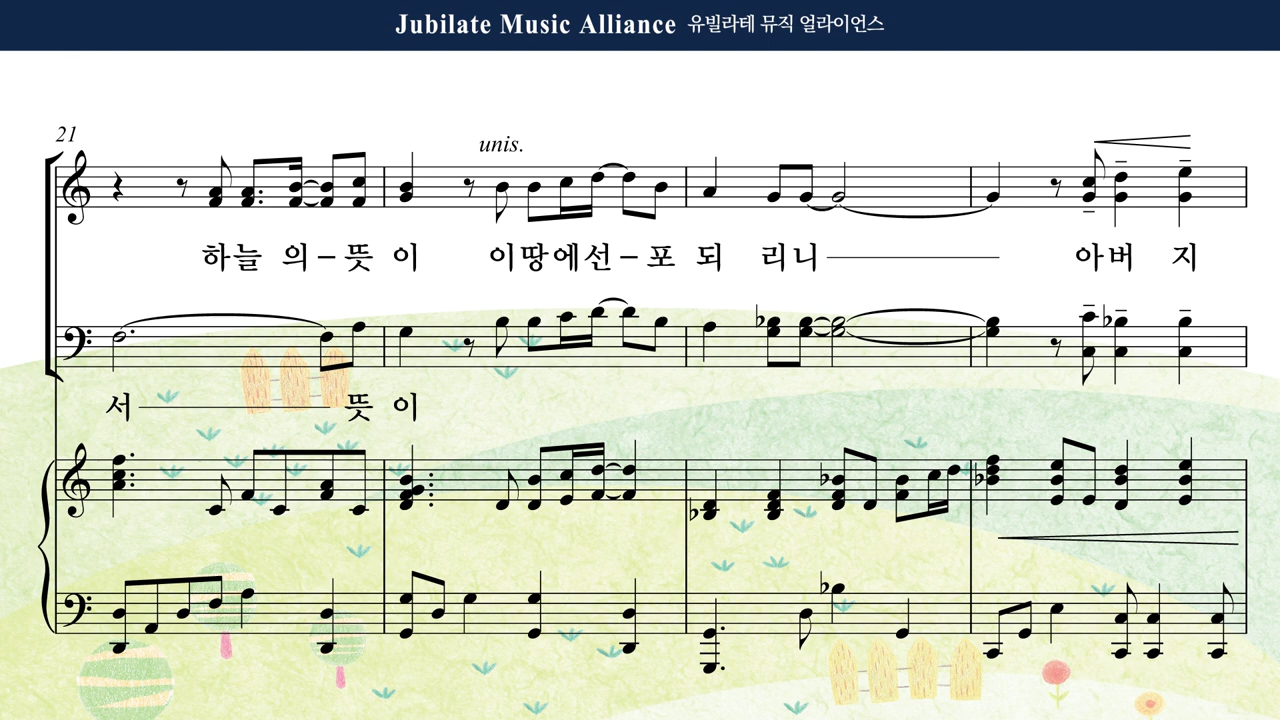 Jubilate Music Alliance 유빌라테 뮤직 얼라이언스
21
unis.
하늘 의 – 뜻 이 이땅에선 – 포 되 리니 아버 지
서 뜻 이